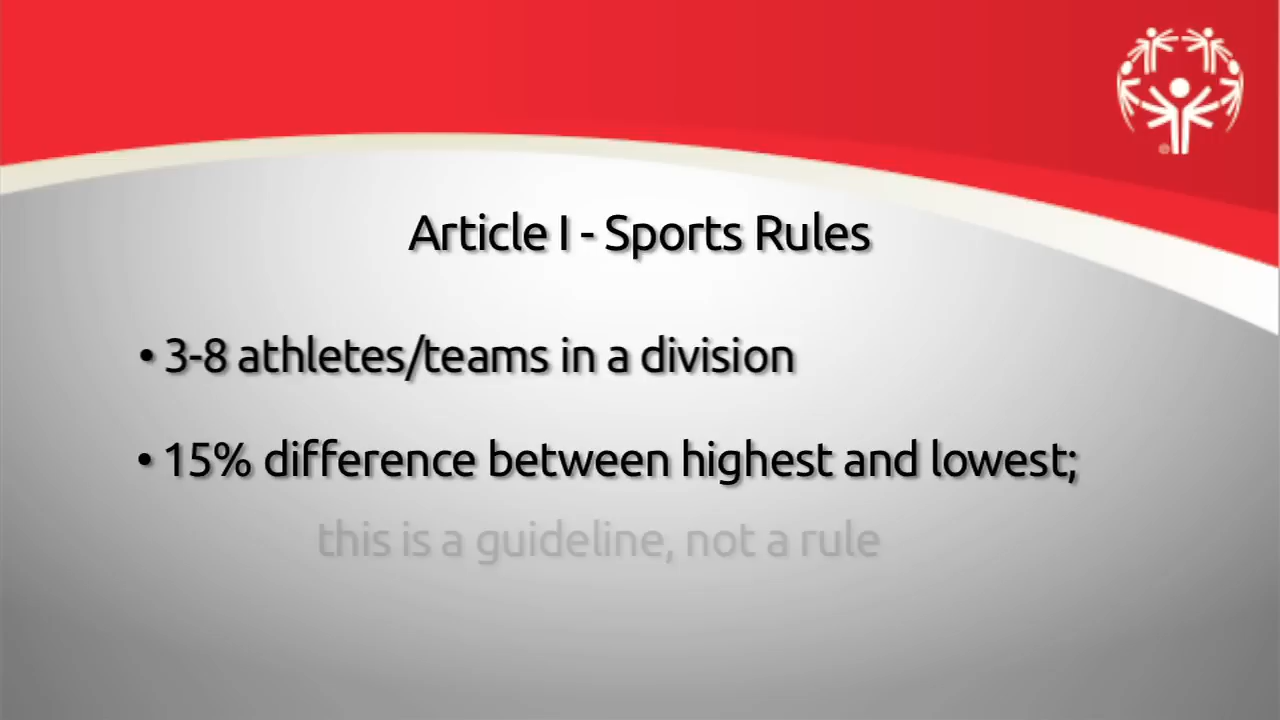 Article I - Sports Rules
• 3-8 athletes/teams in a division
• 15% difference between highest and lowest;
this is a guideline, not a rule